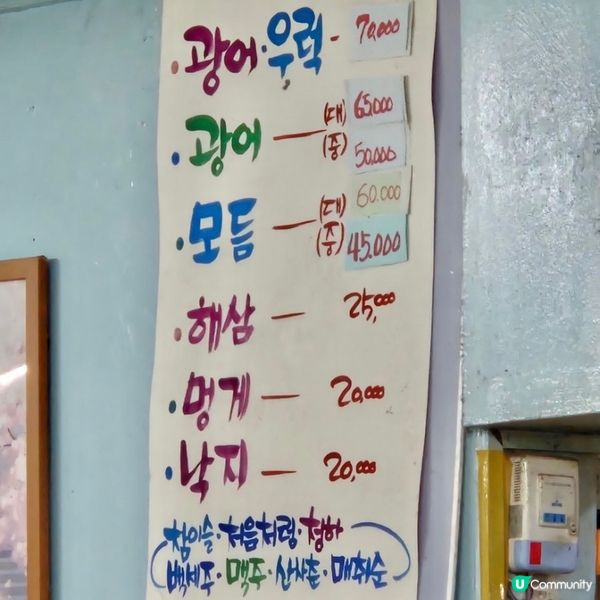 · 광어·우럭 - 70,000
· 광어 — (대) 65000
(중) 50,000
· 모듬 — (대) 60.000
(중) 45.000
· 해삼 — 25,000
· 멍게 — 20,000
· 낙지 — 20,000
참이슬·처음처럼·청하
백세주·맥주·산사춘·매취순
U Community